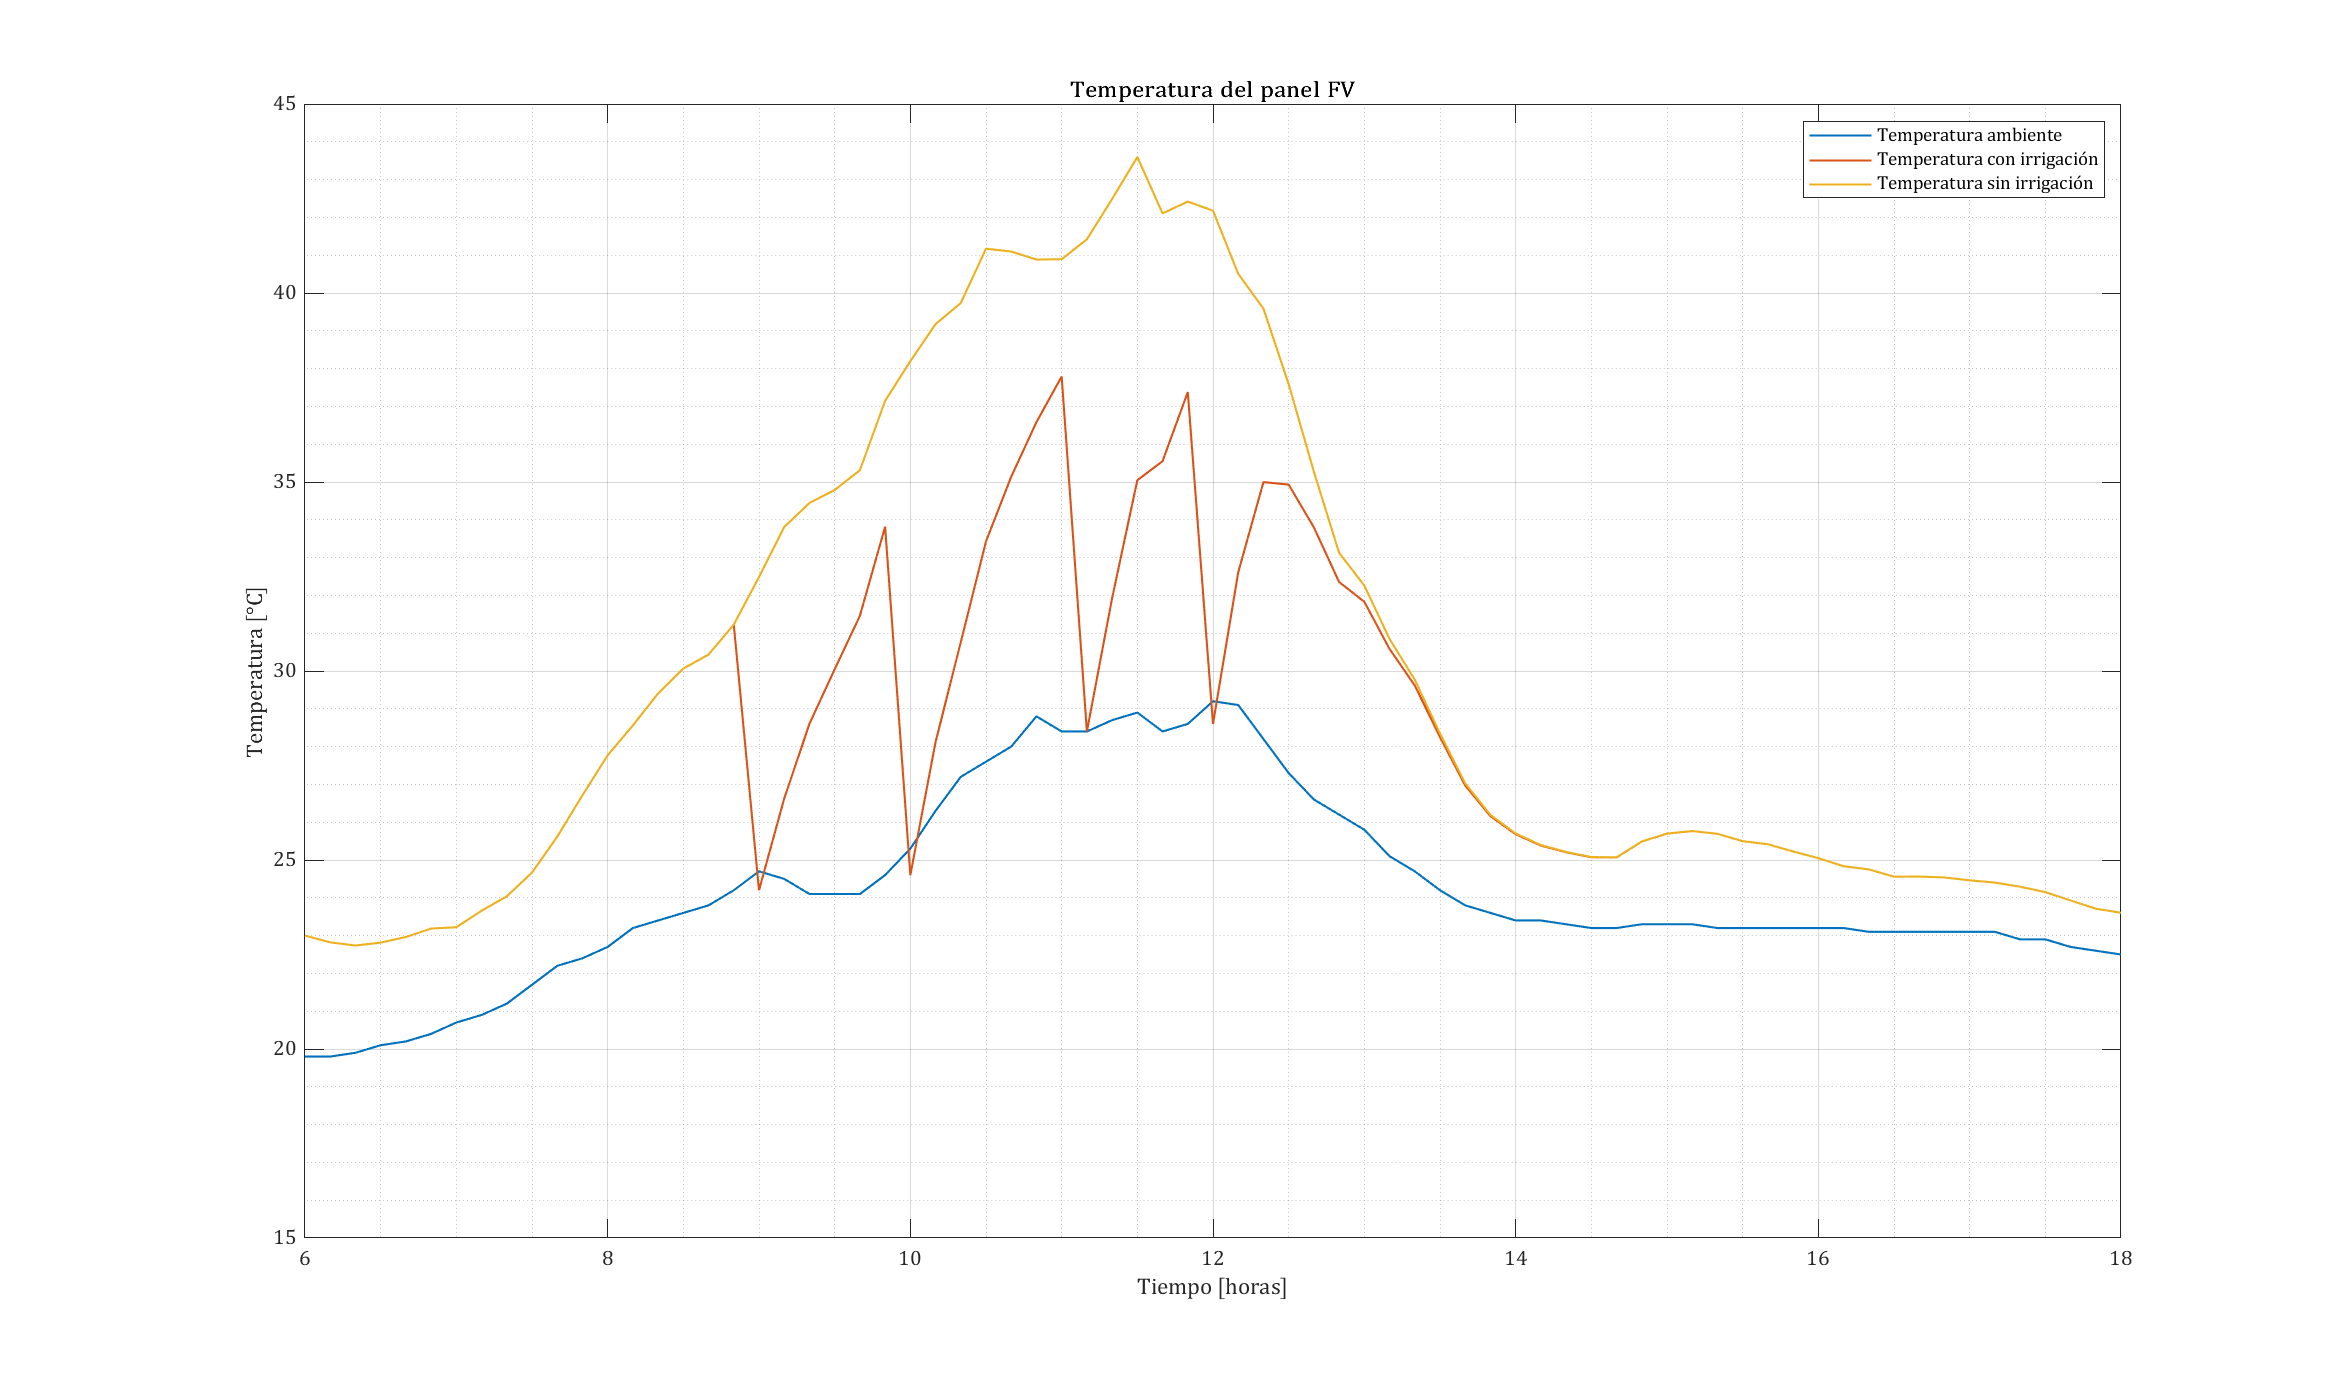 Temperatura del panel FV
Temperatura ambiente
Temperatura con irrigación
Temperatura sin irrigación
Temperatura [°C]
45
40
35
30
25
20
15
6 8 10 12 14 16 18
Tiempo [horas]